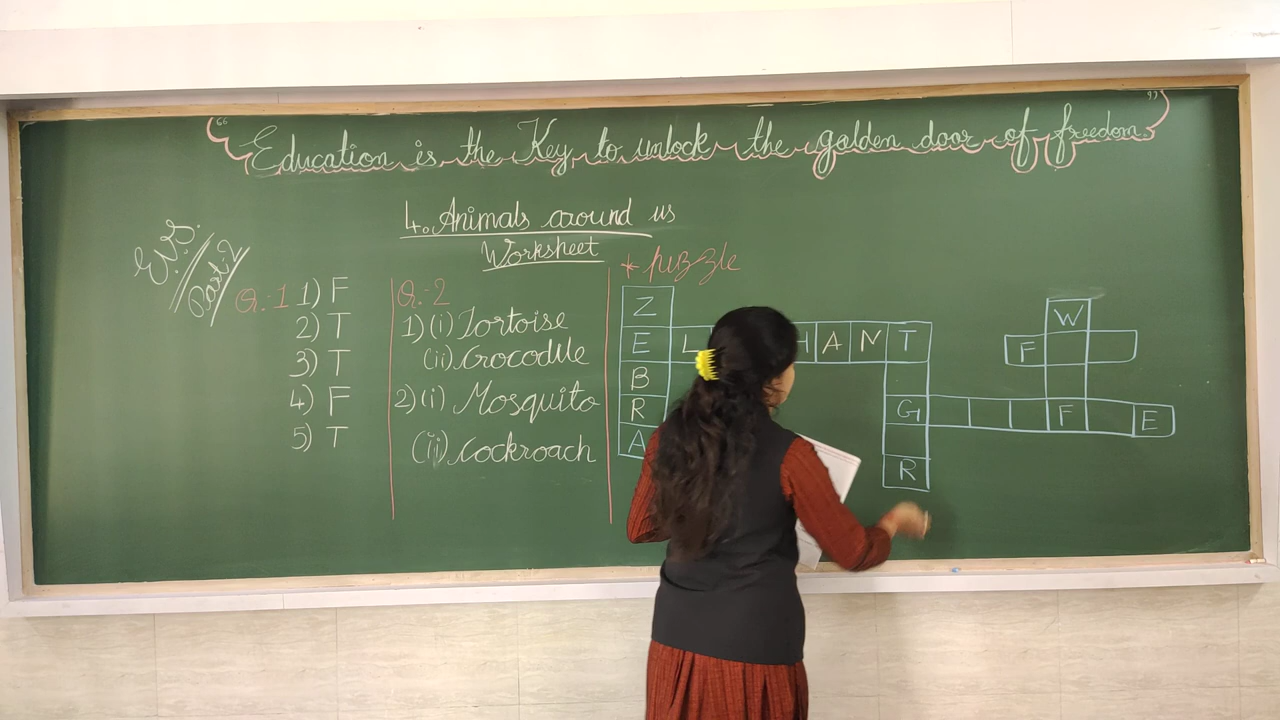 "Education is the Key to unlock the golden door of freedom."
4. Animals around us
Worksheet
E.V.S.
Part-2
Q.-1 1) F
2) T
3) T
4) F
5) T
Q.-2
1) (i) Tortoise
(ii) Crocodile
2) (i) Mosquito
(ii) Cockroach
* puzzle
Z
E L H A N T
B
R
A
G F E
R
W
F